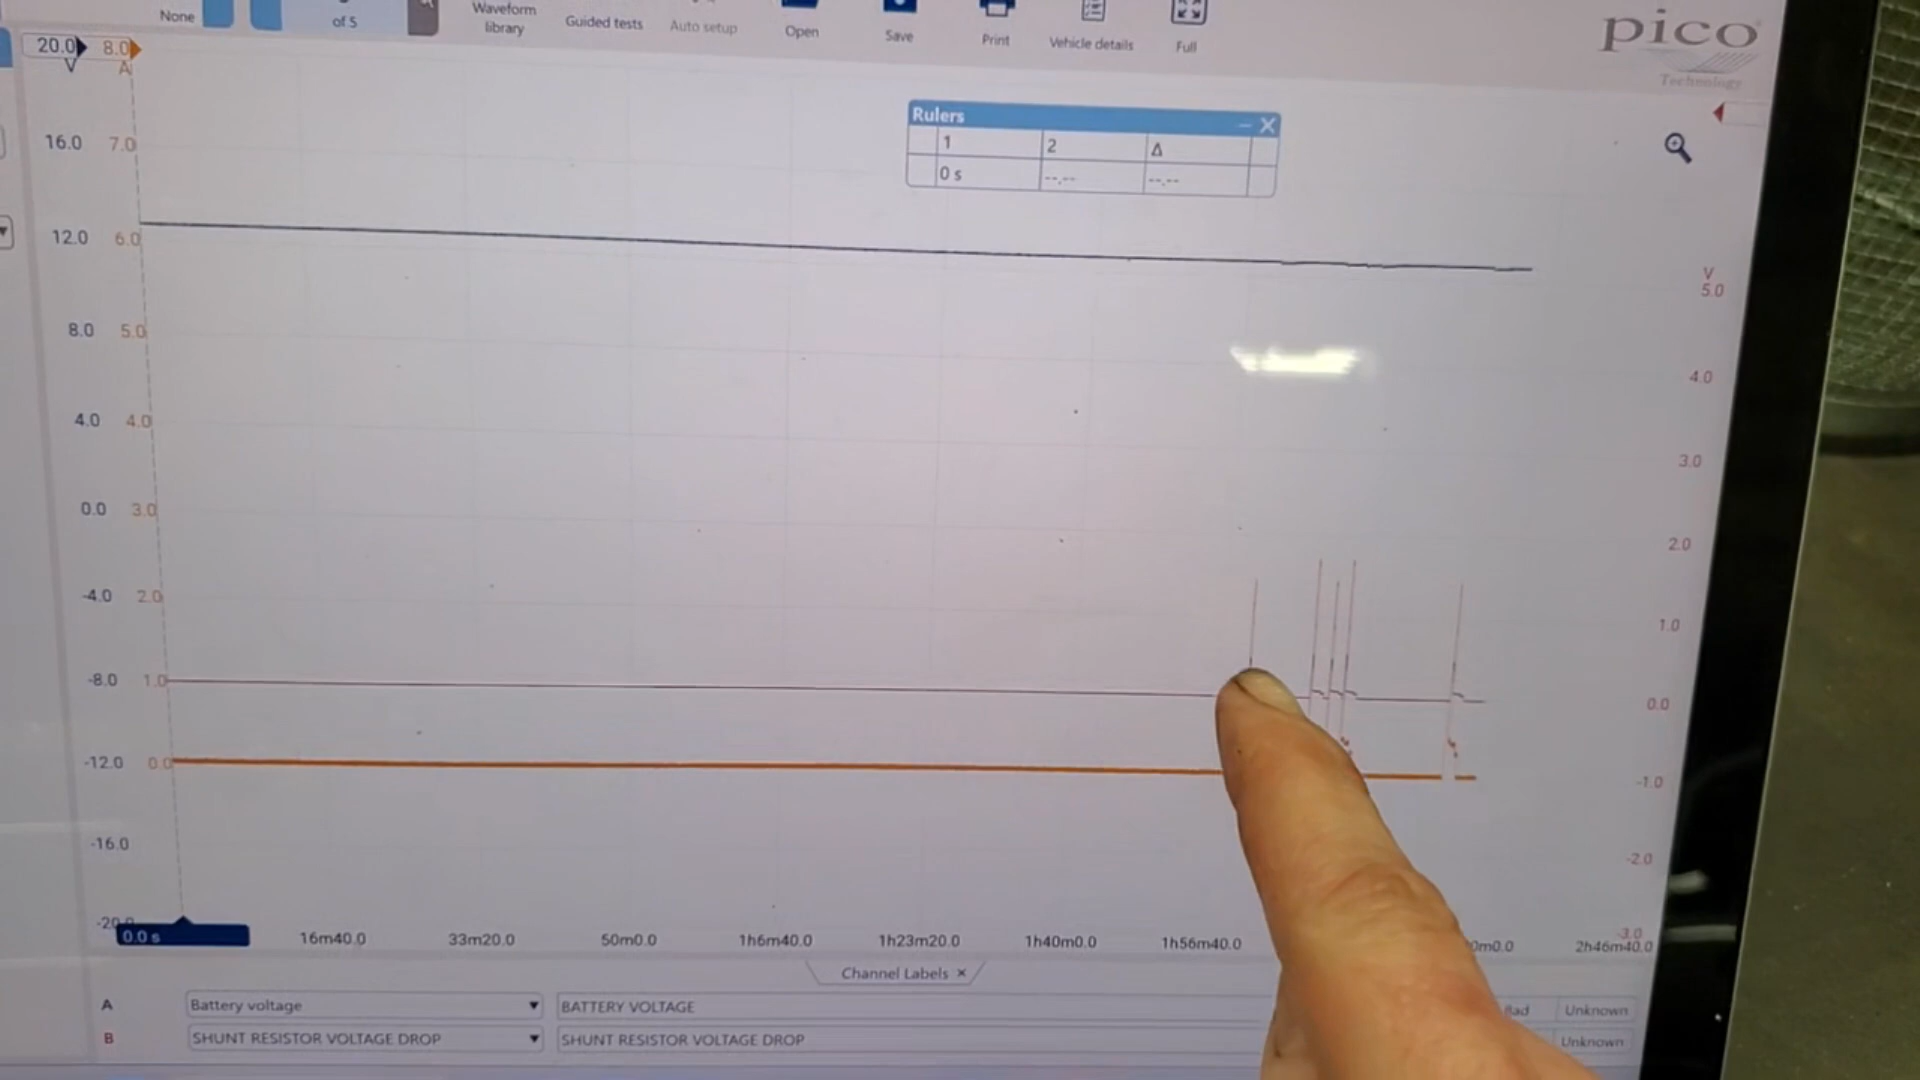 None
of 5
Waveform
library
Guided tests
Auto setup
Open
Save
Print
Vehicle details
Full
pico
Technology
20.0 8.0
V A
Rulers
1 2 Δ
0 s --.-- --.--
16.0 7.0
12.0 6.0
8.0 5.0
4.0 4.0
0.0 3.0
-4.0 2.0
-8.0 1.0
-12.0 0.0
-16.0
V
5.0
4.0
3.0
2.0
1.0
0.0
-1.0
-2.0
-3.0
0.0 s 16m40.0 33m20.0 50m0.0 1h6m40.0 1h23m20.0 1h40m0.0 1h56m40.0 2h46m40.0
Channel Labels ×
A Battery voltage BATTERY VOLTAGE Unknown
B SHUNT RESISTOR VOLTAGE DROP SHUNT RESISTOR VOLTAGE DROP Unknown